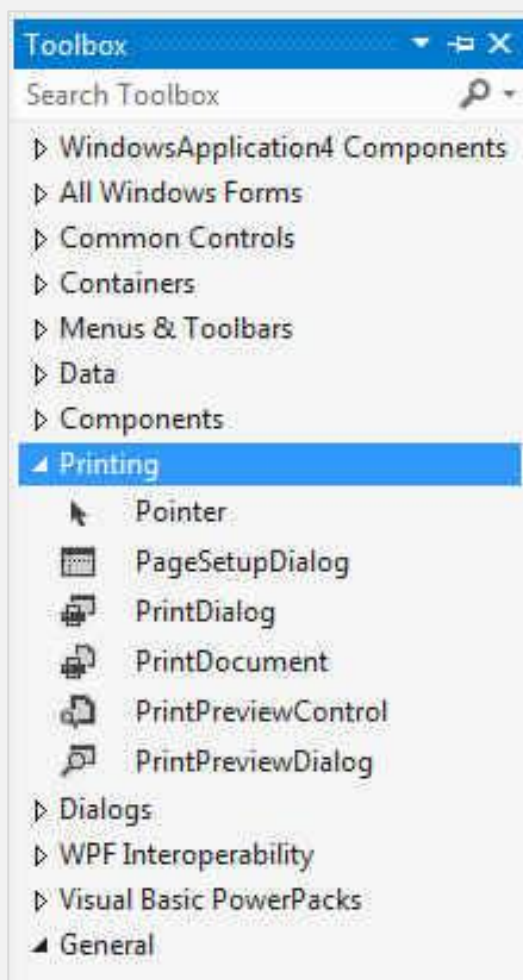 Toolbox
Search Toolbox
WindowsApplication4 Components
All Windows Forms
Common Controls
Containers
Menus & Toolbars
Data
Components
Printing
Pointer
PageSetupDialog
PrintDialog
PrintDocument
PrintPreviewControl
PrintPreviewDialog
Dialogs
WPF Interoperability
Visual Basic PowerPacks
General